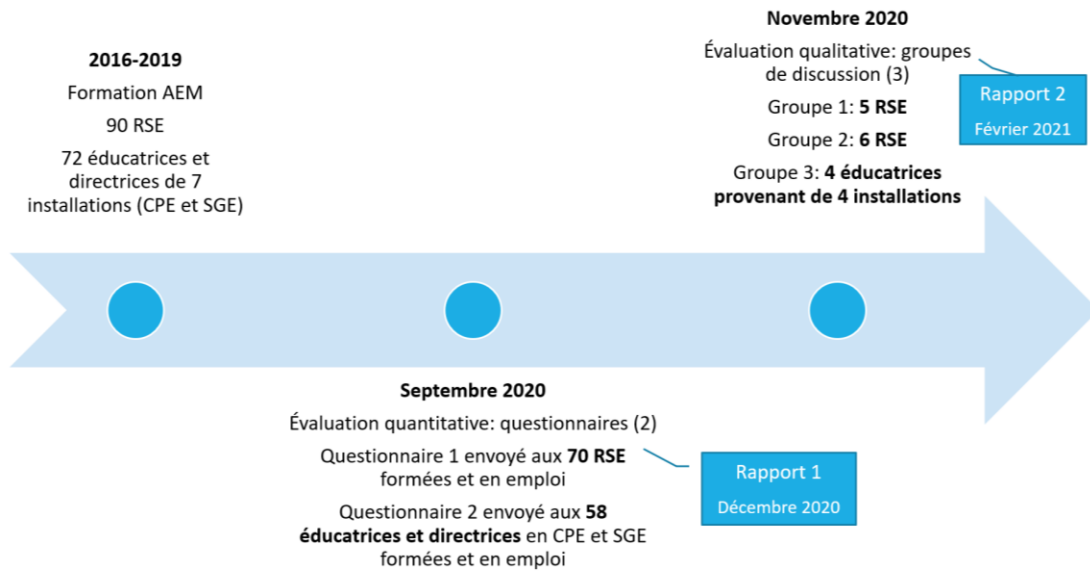 2016-2019
Formation AEM
90 RSE
72 éducatrices et
directrices de 7
installations (CPE et SGE)
Septembre 2020
Évaluation quantitative: questionnaires (2)
Questionnaire 1 envoyé aux 70 RSE
formées et en emploi
Questionnaire 2 envoyé aux 58
éducatrices et directrices en CPE et SGE
formées et en emploi
Rapport 1
Décembre 2020
Novembre 2020
Évaluation qualitative: groupes
de discussion (3)
Groupe 1: 5 RSE
Groupe 2: 6 RSE
Groupe 3: 4 éducatrices
provenant de 4 installations
Rapport 2
Février 2021